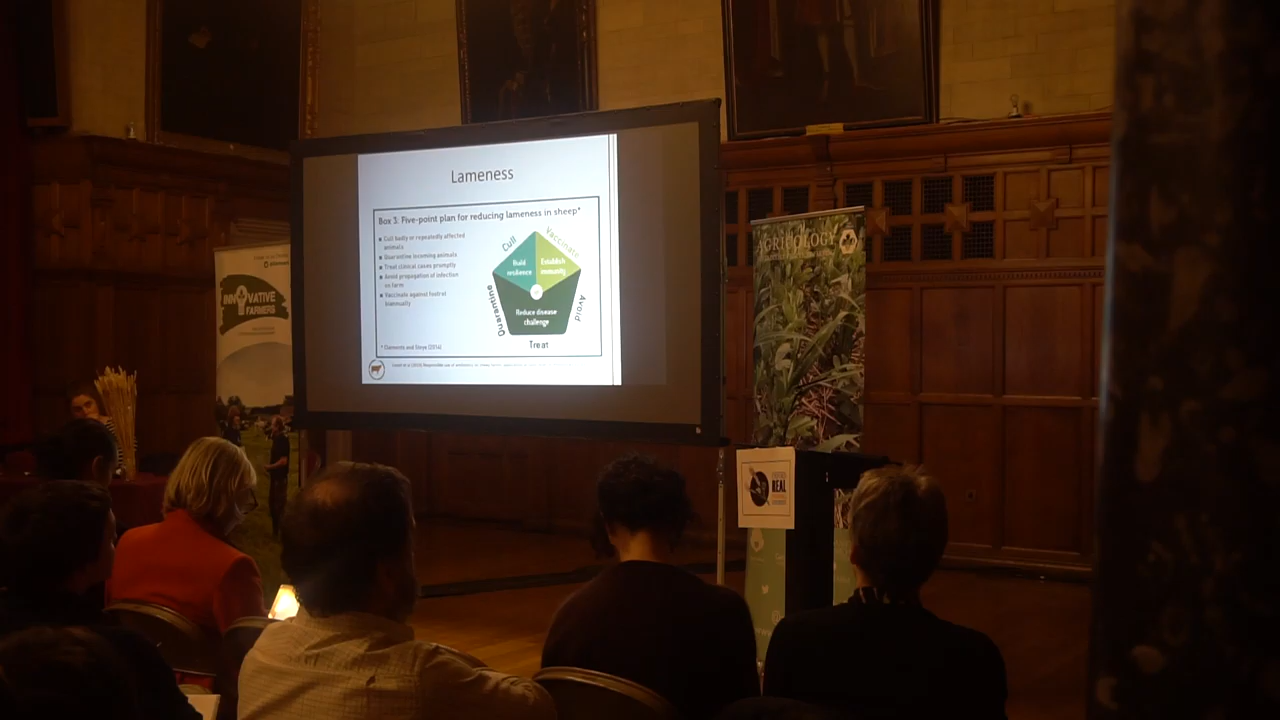 Lameness
Box 3: Five-point plan for reducing lameness in sheep*
Cull badly or repeatedly affected
animals
Quarantine incoming animals
Treat clinical cases promptly
Avoid propagation of infection
on farm
Vaccinate against footrot
biannually
Cull
Vaccinate
Build
resilience
Establish
immunity
Quarantine
Avoid
Reduce disease
challenge
Treat
* Clements and Stoye (2014)
INNOVATIVE
FARMERS
AGRICOLOGY
REAL